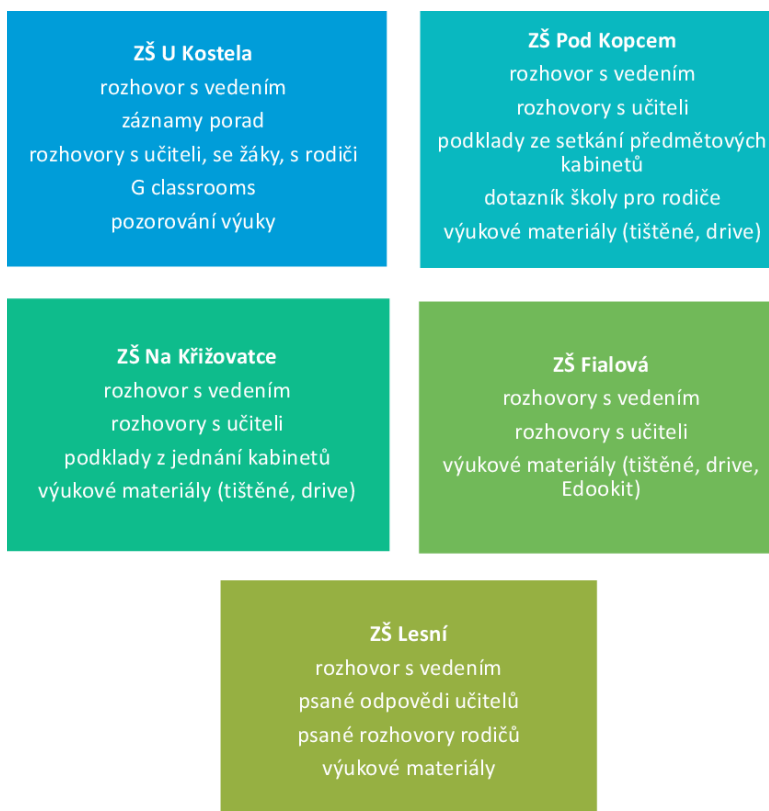 ZŠ U Kostela
rozhovor s vedením
záznamy porad
rozhovory s učiteli, se žáky, s rodiči
G classrooms
pozorování výuky
ZŠ Pod Kopcem
rozhovor s vedením
rozhovory s učiteli
podklady ze setkání předmětových
kabinetů
dotazník školy pro rodiče
výukové materiály (tištěné, drive)
ZŠ Na Křižovatce
rozhovor s vedením
rozhovory s učiteli
podklady z jednání kabinetů
výukové materiály (tištěné, drive)
ZŠ Fialová
rozhovory s vedením
rozhovory s učiteli
výukové materiály (tištěné, drive,
Edookit)
ZŠ Lesní
rozhovor s vedením
psané odpovědi učitelů
psané rozhovory rodičů
výukové materiály